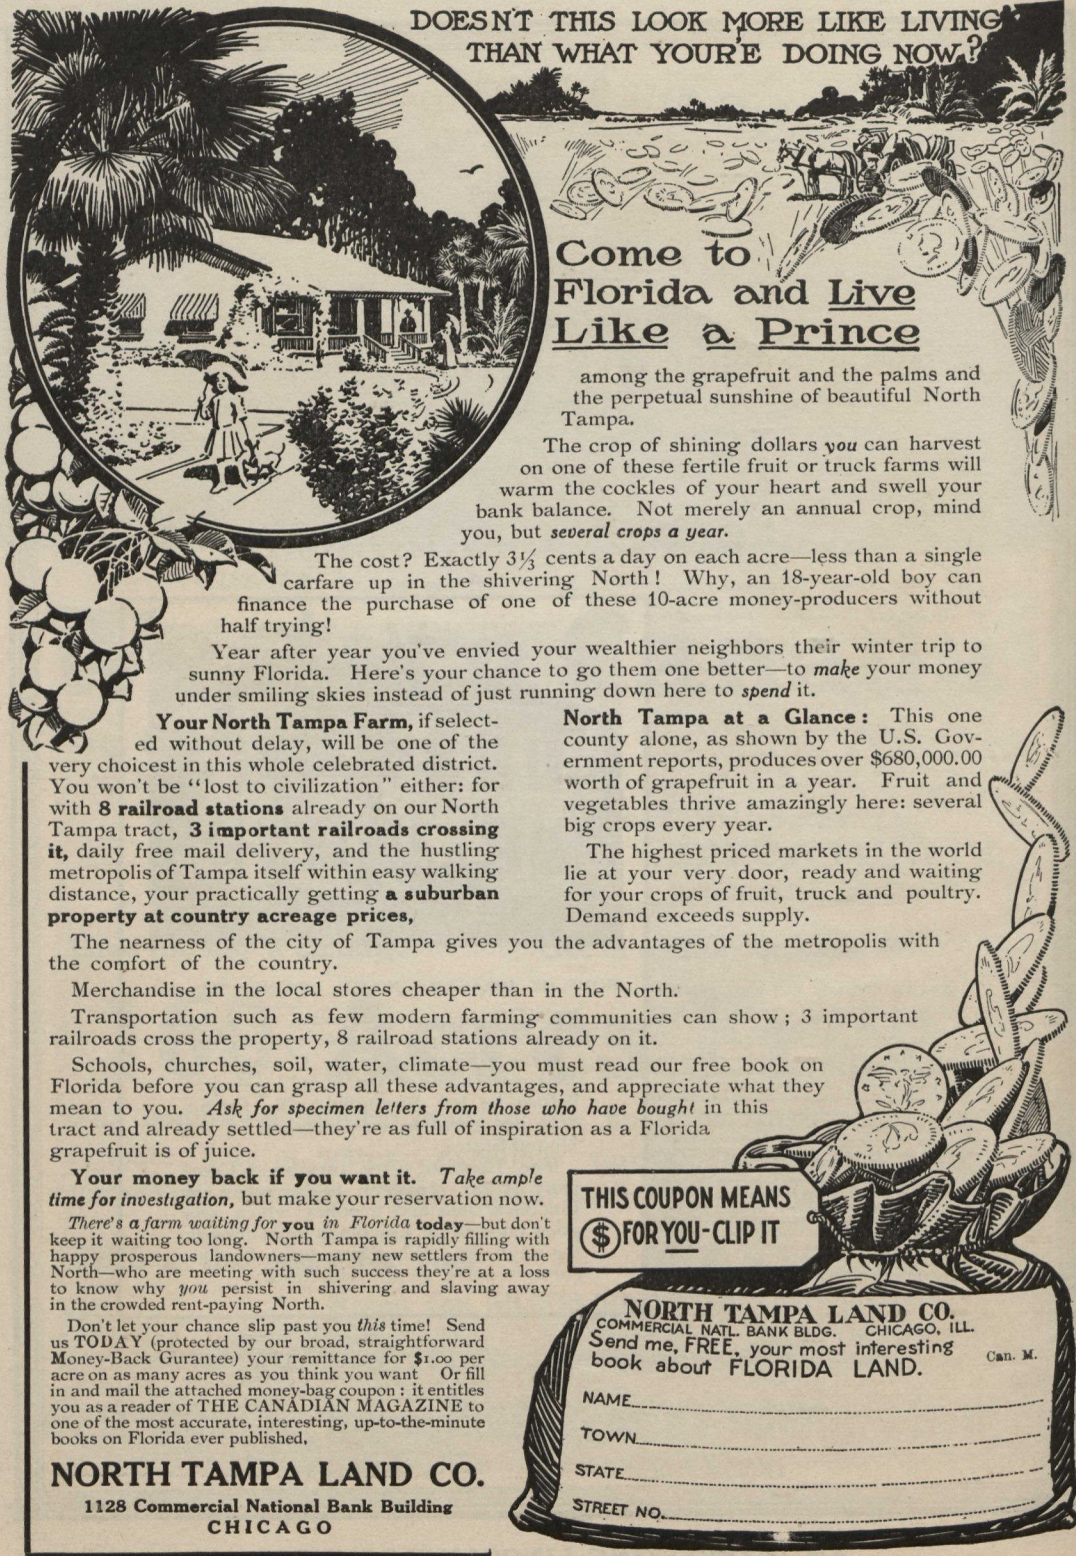 DOESN'T THIS LOOK MORE LIKE LIVING
THAN WHAT YOUR'E DOING NOW?
Come to
Florida and Live
Like a Prince
among the grapefruit and the palms and
the perpetual sunshine of beautiful North
Tampa.
The crop of shining dollars you can harvest
on one of these fertile fruit or truck farms will
warm the cockles of your heart and swell your
bank balance. Not merely an annual crop, mind
you, but several crops a year.
The cost? Exactly 3⅓ cents a day on each acre—less than a single
carfare up in the shivering North! Why, an 18-year-old boy can
finance the purchase of one of these 10-acre money-producers without
half trying!
Year after year you've envied your wealthier neighbors their winter trip to
sunny Florida. Here's your chance to go them one better—to make your money
under smiling skies instead of just running down here to spend it.
Your North Tampa Farm, if select-
ed without delay, will be one of the
very choicest in this whole celebrated district.
You won't be "lost to civilization" either: for
with 8 railroad stations already on our North
Tampa tract, 3 important railroads crossing
it, daily free mail delivery, and the hustling
metropolis of Tampa itself within easy walking
distance, your practically getting a suburban
property at country acreage prices,
North Tampa at a Glance: This one
county alone, as shown by the U.S. Gov-
ernment reports, produces over $680,000.00
worth of grapefruit in a year. Fruit and
vegetables thrive amazingly here: several
big crops every year.
The highest priced markets in the world
lie at your very door, ready and waiting
for your crops of fruit, truck and poultry.
Demand exceeds supply.
The nearness of the city of Tampa gives you the advantages of the metropolis with
the comfort of the country.
Merchandise in the local stores cheaper than in the North.
Transportation such as few modern farming communities can show; 3 important
railroads cross the property, 8 railroad stations already on it.
Schools, churches, soil, water, climate—you must read our free book on
Florida before you can grasp all these advantages, and appreciate what they
mean to you. Ask for specimen letters from those who have bought in this
tract and already settled—they're as full of inspiration as a Florida
grapefruit is of juice.
Your money back if you want it. Take ample
time for investigation, but make your reservation now.
There's a farm waiting for you in Florida today—but don't
keep it waiting too long. North Tampa is rapidly filling with
happy prosperous landowners—many new settlers from the
North—who are meeting with such success they're at a loss
to know why you persist in shivering and slaving away
in the crowded rent-paying North.
Don't let your chance slip past you this time! Send
us TODAY (protected by our broad, straightforward
Money-Back Gurantee) your remittance for $1.00 per
acre on as many acres as you think you want Or fill
in and mail the attached money-bag coupon: it entitles
you as a reader of THE CANADIAN MAGAZINE to
one of the most accurate, interesting, up-to-the-minute
books on Florida ever published,
NORTH TAMPA LAND CO.
1128 Commercial National Bank Building
CHICAGO
THIS COUPON MEANS
$ FOR YOU-CLIP IT
NORTH TAMPA LAND CO.
COMMERCIAL NATL. BANK BLDG. CHICAGO, ILL.
Send me, FREE, your most interesting
book about FLORIDA LAND.
Can. M.
NAME
TOWN
STATE
STREET NO.